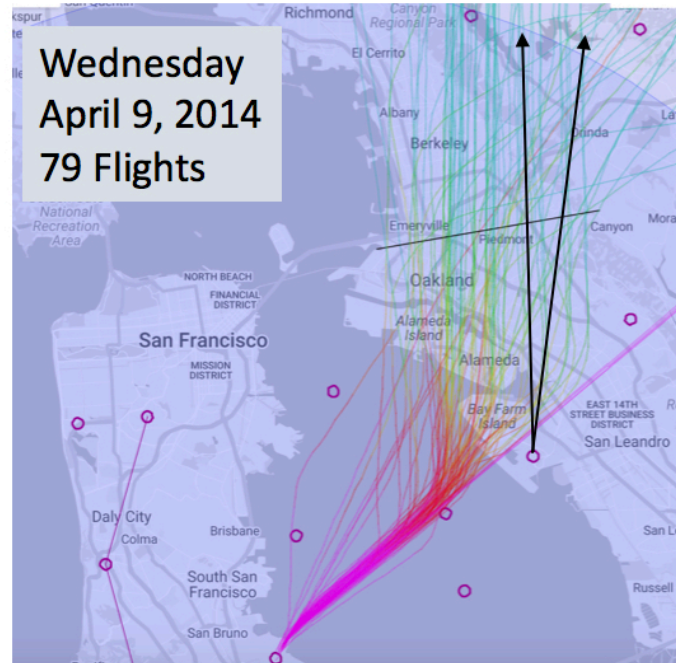 San Quentin
Richmond
Canyon
Regional Park
El Cerrito
Wednesday
April 9, 2014
79 Flights
Albany
Berkeley
Orinda
National
Recreation
Area
Emeryville
Piedmont
Canyon
NORTH BEACH
FINANCIAL
DISTRICT
Oakland
San Francisco
Alameda
Island
MISSION
DISTRICT
Alameda
Bay Farm
Island
EAST 14TH
STREET BUSINESS
DISTRICT
San Leandro
Daly City
Colma
Brisbane
South San
Francisco
San Bruno
Russell